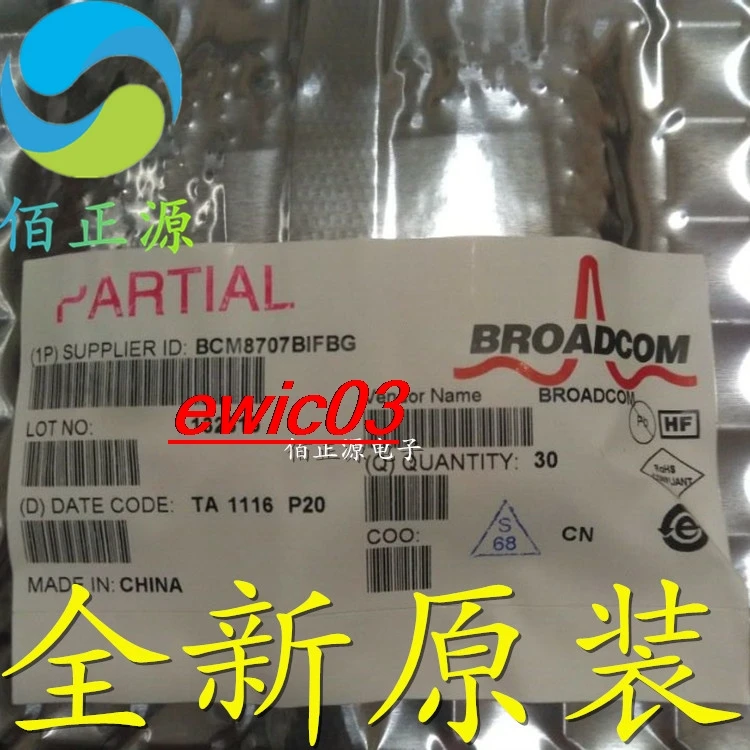 佰正源
PARTIAL
(1P) SUPPLIER ID: BCM8707BIFBG
BROADCOM
BROADCOM
Vendor Name
ewic03
LOT NO:
佰正源电子
Pb
HF
(Q) QUANTITY: 30
RoHS
COMPLIANT
(D) DATE CODE: TA 1116 P20
COO:
S
68
CN
e
MADE IN: CHINA
全新原装